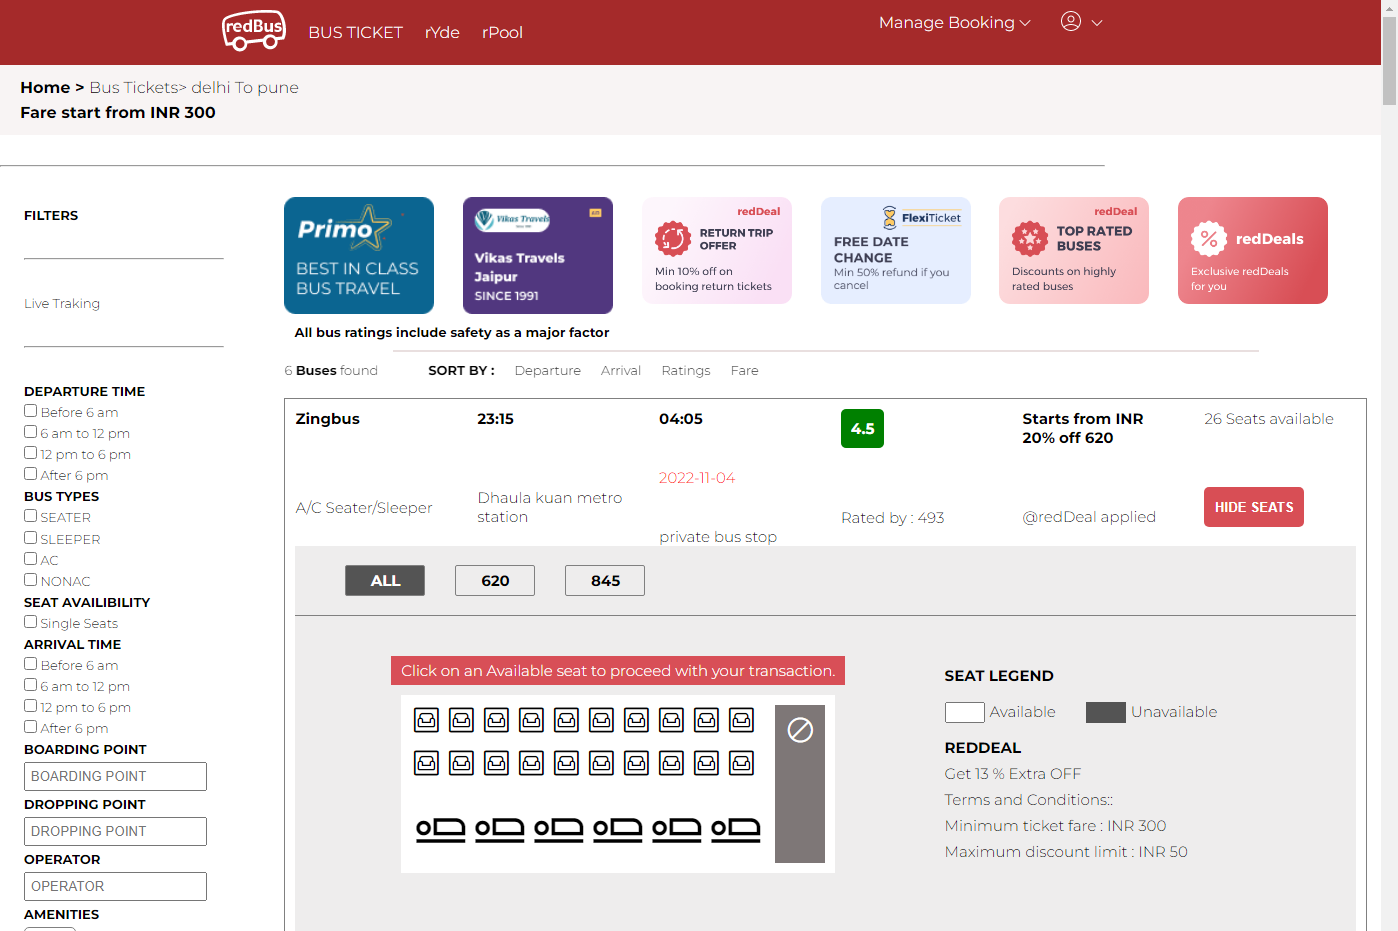 redBus
BUS TICKET
rYde
rPool
Manage Booking
Home > Bus Tickets> delhi To pune
Fare start from INR 300
FILTERS
Live Traking
DEPARTURE TIME
Before 6 am
6 am to 12 pm
12 pm to 6 pm
After 6 pm
BUS TYPES
SEATER
SLEEPER
AC
NONAC
SEAT AVAILIBILITY
Single Seats
ARRIVAL TIME
Before 6 am
6 am to 12 pm
12 pm to 6 pm
After 6 pm
BOARDING POINT
BOARDING POINT
DROPPING POINT
DROPPING POINT
OPERATOR
OPERATOR
AMENITIES
Primo
BEST IN CLASS
BUS TRAVEL
Vikas Travels
Vikas Travels
Jaipur
SINCE 1991
redDeal
RETURN TRIP
OFFER
Min 10% off on
booking return tickets
FlexiTicket
FREE DATE
CHANGE
Min 50% refund if you
cancel
redDeal
TOP RATED
BUSES
Discounts on highly
rated buses
redDeals
Exclusive redDeals
for you
All bus ratings include safety as a major factor
6 Buses found
SORT BY :
Departure
Arrival
Ratings
Fare
Zingbus
A/C Seater/Sleeper
23:15
Dhaula kuan metro
station
04:05
2022-11-04
private bus stop
4.5
Rated by : 493
Starts from INR
20% off 620
@redDeal applied
26 Seats available
HIDE SEATS
ALL
620
845
Click on an Available seat to proceed with your transaction.
SEAT LEGEND
Available
Unavailable
REDDEAL
Get 13 % Extra OFF
Terms and Conditions::
Minimum ticket fare : INR 300
Maximum discount limit : INR 50